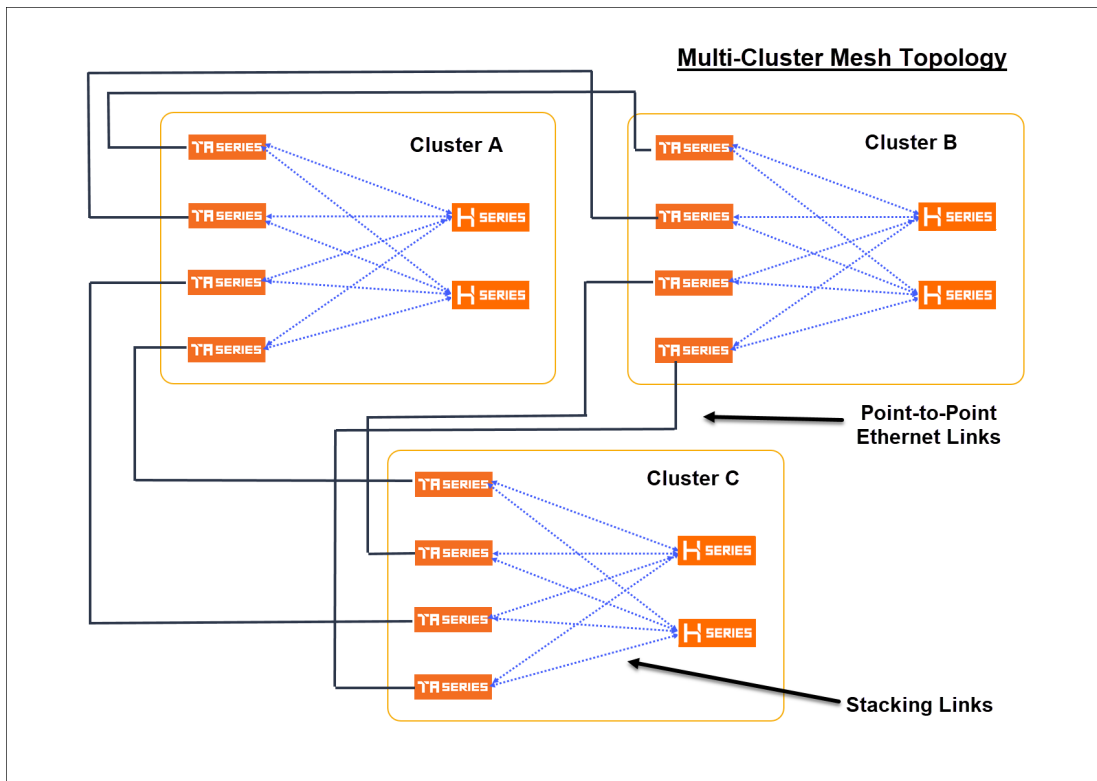 Multi-Cluster Mesh Topology
Cluster A
TA SERIES
TA SERIES
TA SERIES
TA SERIES
H SERIES
H SERIES
Cluster B
TA SERIES
TA SERIES
TA SERIES
TA SERIES
H SERIES
H SERIES
Point-to-Point
Ethernet Links
Cluster C
TA SERIES
TA SERIES
TA SERIES
TA SERIES
H SERIES
H SERIES
Stacking Links